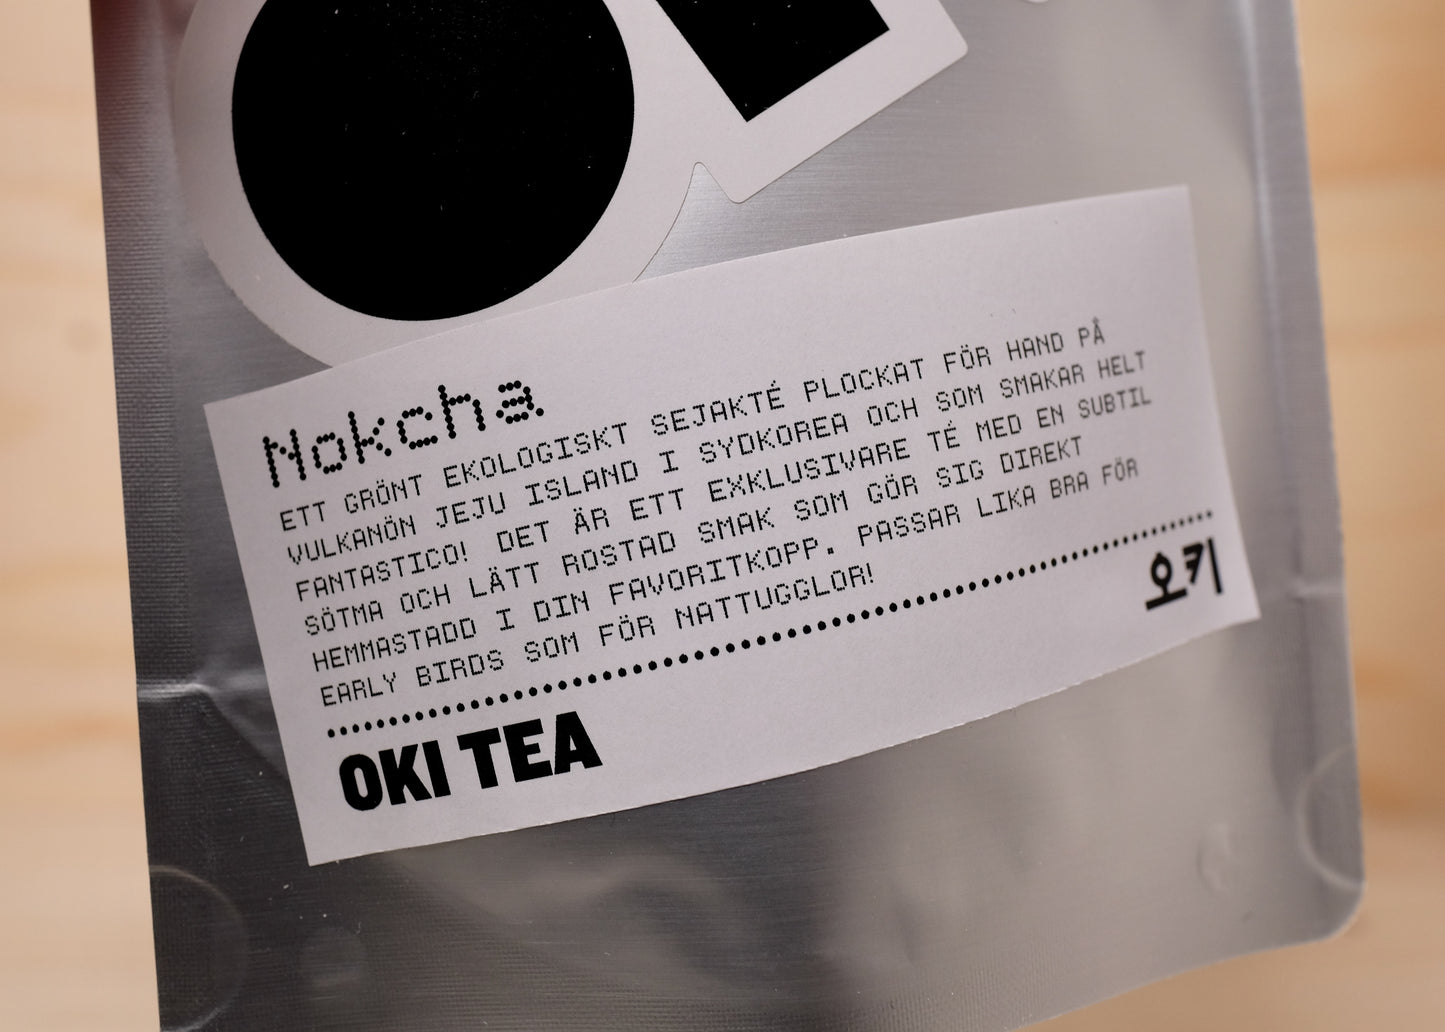 Nokcha
ETT GRÖNT EKOLOGISKT SEJAKTÉ PLOCKAT FÖR HAND PÅ
VULKANÖN JEJU ISLAND I SYDKOREA OCH SOM SMAKAR HELT
FANTASTICO! DET ÄR ETT EXKLUSIVARE TÉ MED EN SUBTIL
SÖTMA OCH LÄTT ROSTAD SMAK SOM GÖR SIG DIREKT
HEMMASTADD I DIN FAVORITKOPP. PASSAR LIKA BRA FÖR
EARLY BIRDS SOM FÖR NATTUGGLOR!
오키
OKI TEA